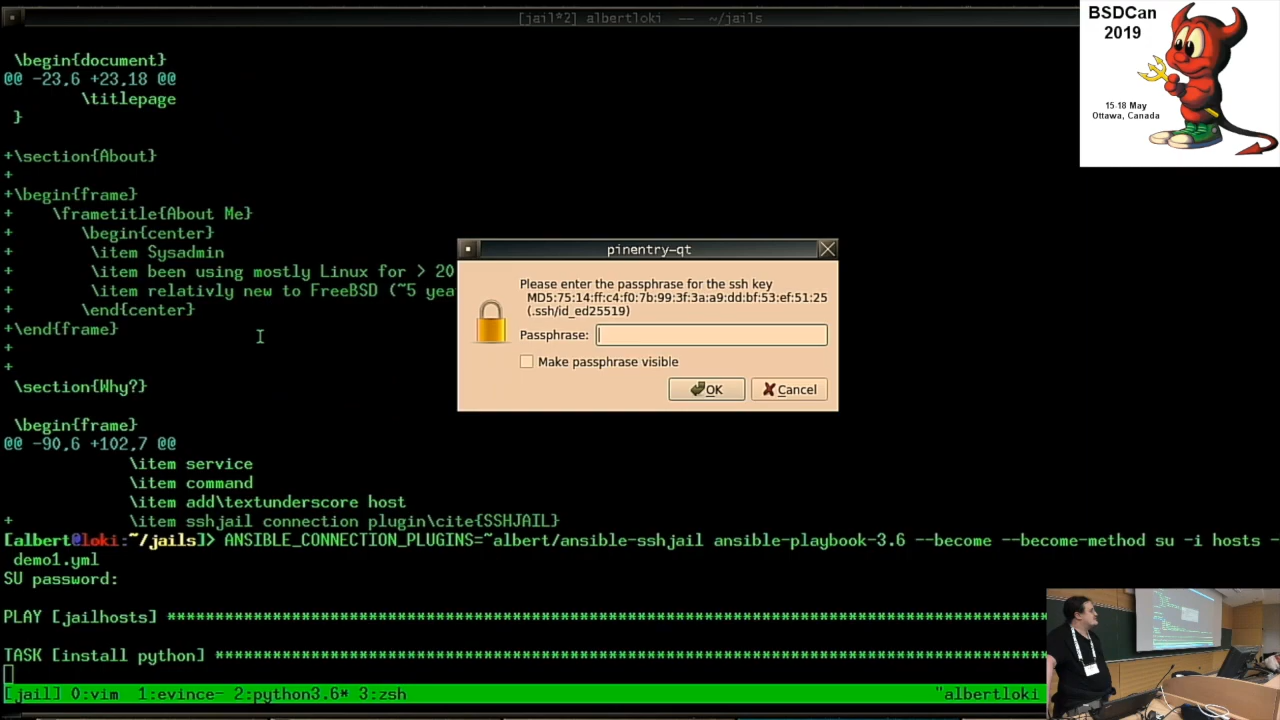 [jail*2] albertloki —— ~/jails
BSDCan
2019
15-18 May
Ottawa, Canada
\begin{document}
@@ -23,6 +23,18 @@
\titlepage
}
+\section{About}
+
+\begin{frame}
+ \frametitle{About Me}
+ \begin{center}
+ \item Sysadmin
+ \item been using mostly Linux for > 20
+ \item relativly new to FreeBSD (~5 yea
+ \end{center}
+\end{frame}
+
+
\section{Why?}
\begin{frame}
@@ -90,6 +102,7 @@
\item service
\item command
\item add\textunderscore host
+ \item sshjail connection plugin\cite{SSHJAIL}
pinentry-qt
Please enter the passphrase for the ssh key
MD5:75:14:ff:c4:f0:7b:99:3f:3a:a9:dd:bf:53:ef:51:25
(.ssh/id_ed25519)
Passphrase:
Make passphrase visible
OK
Cancel
[albert@loki:~/jails]> ANSIBLE_CONNECTION_PLUGINS=~albert/ansible-sshjail ansible-playbook-3.6 --become --become-method su -i hosts -
demo1.yml
SU password:
PLAY [jailhosts] *********************************************************************************
TASK [install python] ****************************************************************************
[jail] 0:vim 1:evince- 2:python3.6* 3:zsh
"albertloki